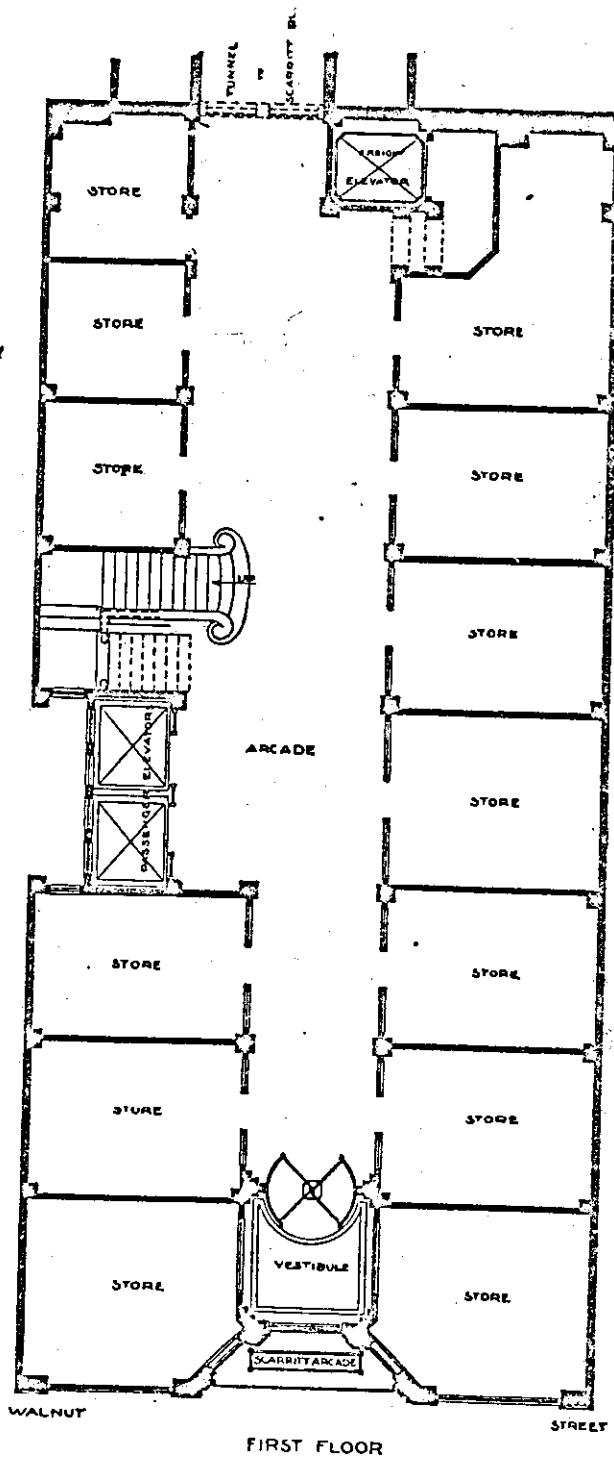 TUNNEL
TO
SCARRITT BL.
STORE
ELEVATOR
STORE
STORE
STORE
STORE
UP
STORE
ARCADE
PASSENGER ELEVATORS
STORE
STORE
STORE
STORE
STORE
VESTIBULE
STORE
STORE
SCARRITT ARCADE
WALNUT
STREET
FIRST FLOOR